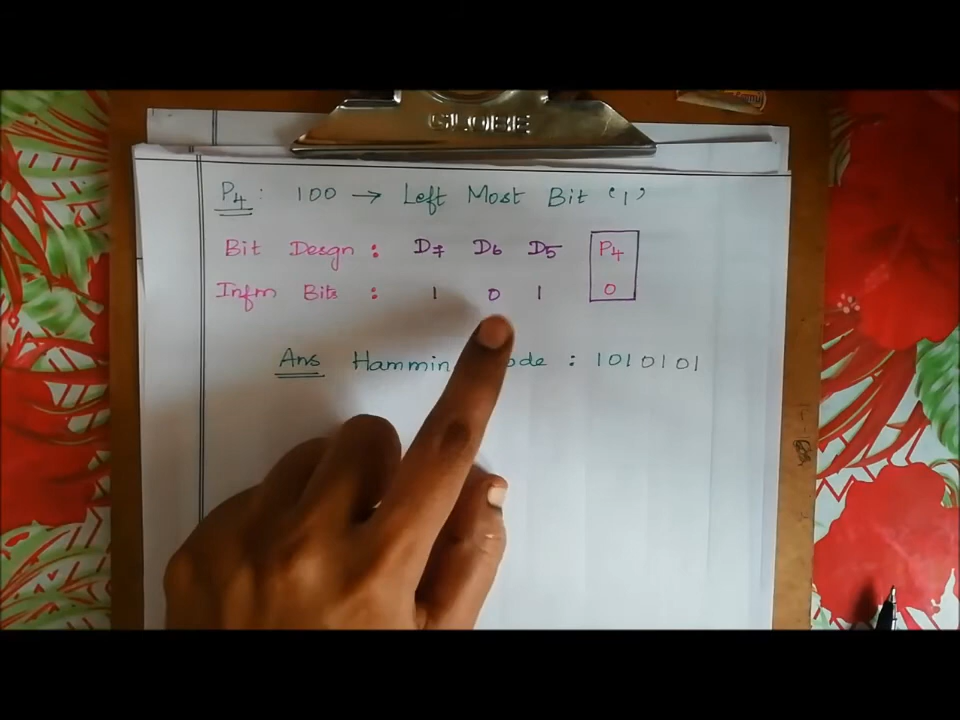 GLOBE
P4 : 100 → Left Most Bit '1'
Bit Desgn : D7 D6 D5 P4
Infm Bits : 1 0 1 0
Ans Hammin ode : 1010101